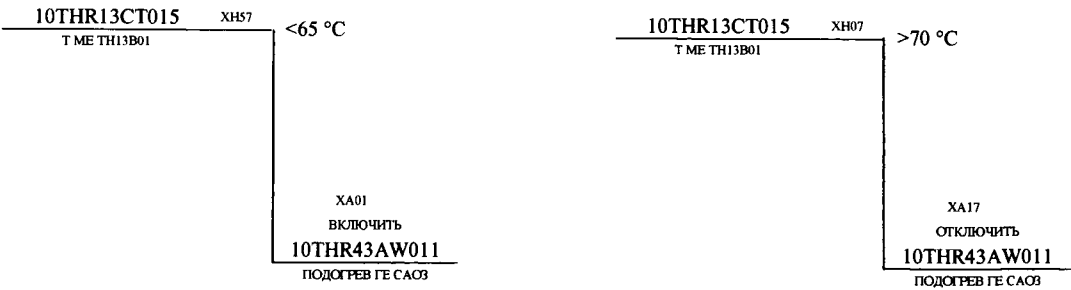 10THR13CT015 XH57 <65 °C
T ME TH13B01
XA01
ВКЛЮЧИТЬ
10THR43AW011
ПОДОГРЕВ ГЕ САОЗ
10THR13CT015 XH07 >70 °C
T ME TH13B01
XA17
ОТКЛЮЧИТЬ
10THR43AW011
ПОДОГРЕВ ГЕ САОЗ